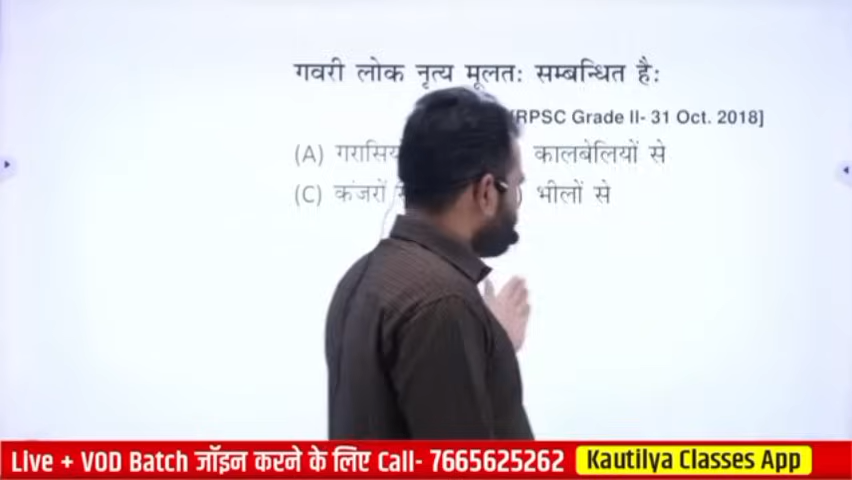 गवरी लोक नृत्य मूलतः सम्बन्धित है:
[RPSC Grade II- 31 Oct. 2018]
(A) कालबेलियों से
(C) कंजरों भीलों से
LIve + VOD Batch जॉइन करने के लिए Call- 7665625262 Kautilya Classes App